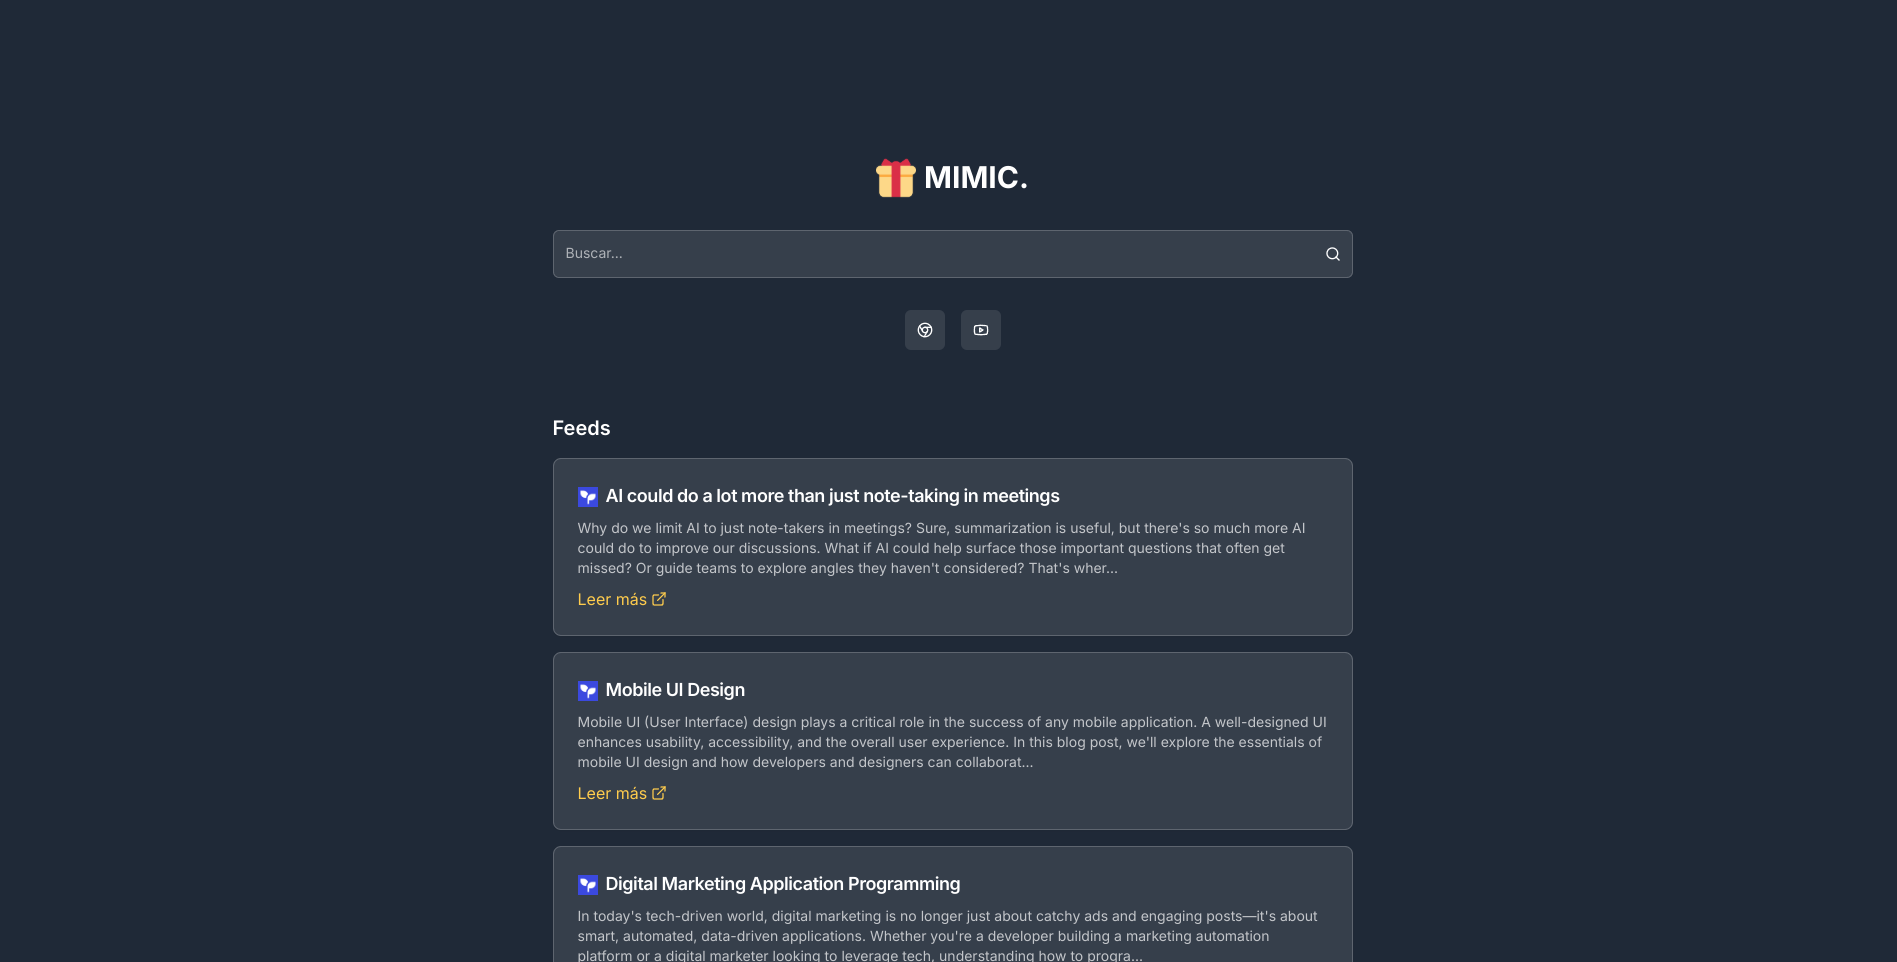 MIMIC.
Buscar...
Feeds
AI could do a lot more than just note-taking in meetings
Why do we limit AI to just note-takers in meetings? Sure, summarization is useful, but there's so much more AI
could do to improve our discussions. What if AI could help surface those important questions that often get
missed? Or guide teams to explore angles they haven't considered? That's wher...
Leer más
Mobile UI Design
Mobile UI (User Interface) design plays a critical role in the success of any mobile application. A well-designed UI
enhances usability, accessibility, and the overall user experience. In this blog post, we'll explore the essentials of
mobile UI design and how developers and designers can collaborat...
Leer más
Digital Marketing Application Programming
In today's tech-driven world, digital marketing is no longer just about catchy ads and engaging posts—it's about
smart, automated, data-driven applications. Whether you're a developer building a marketing automation
platform or a digital marketer looking to leverage tech, understanding how to progra...